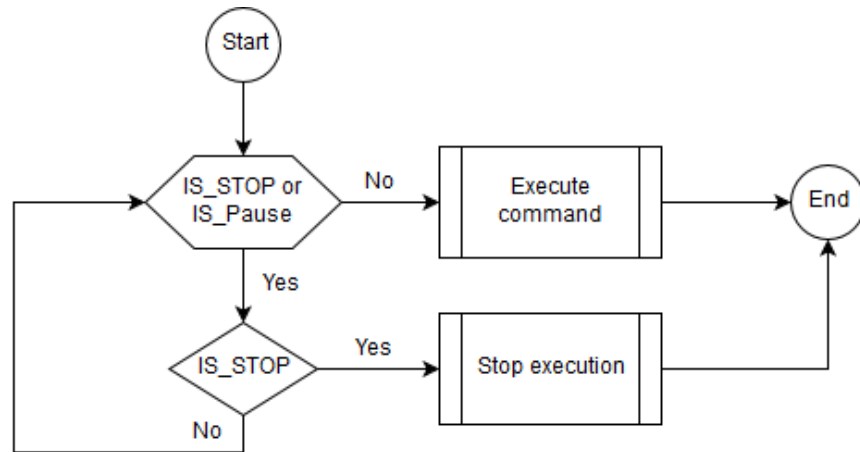 Start
IS_STOP or
IS_Pause
No
Execute
command
End
Yes
IS_STOP
Yes
Stop execution
No